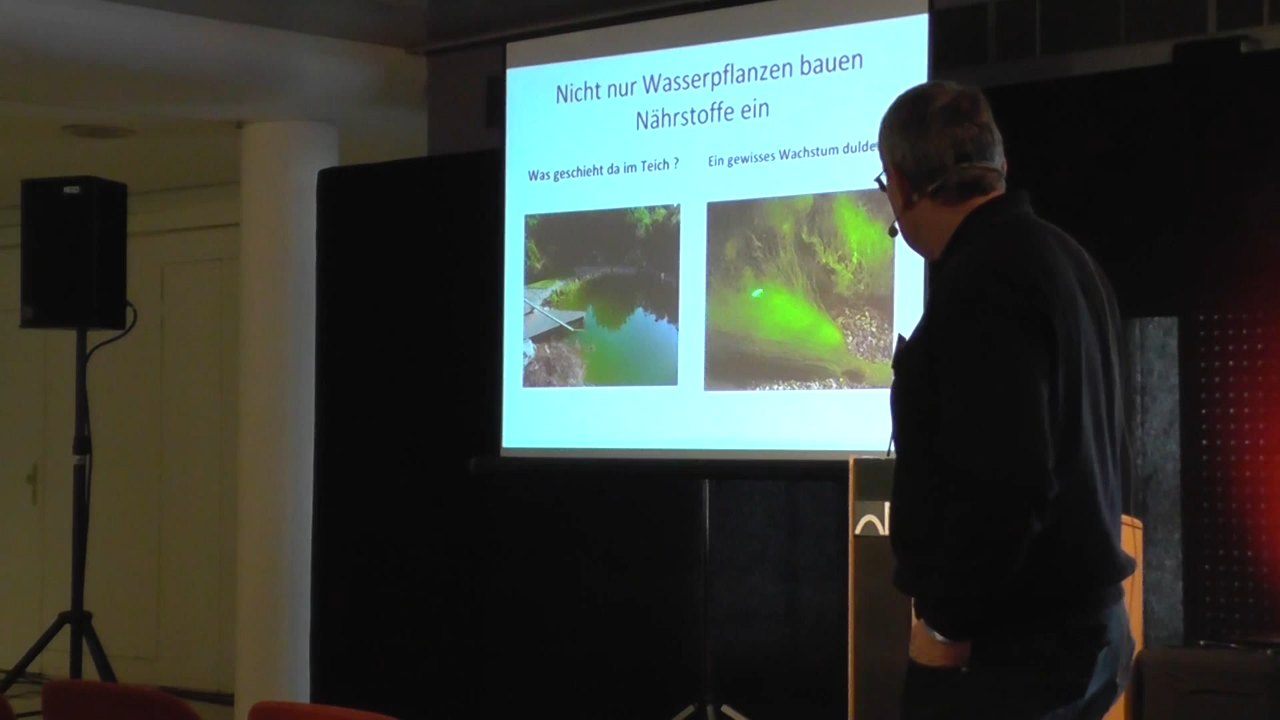 Nicht nur Wasserpflanzen bauen
Nährstoffe ein
Was geschieht da im Teich ?
Ein gewisses Wachstum dulde